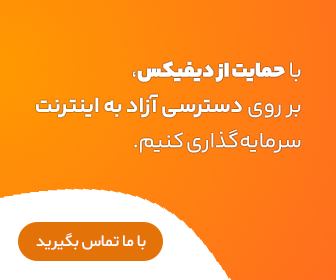 با حمایت از دیفیکس،
بر روی دسترسی آزاد به اینترنت
سرمایه‌گذاری کنیم.
با ما تماس بگیرید